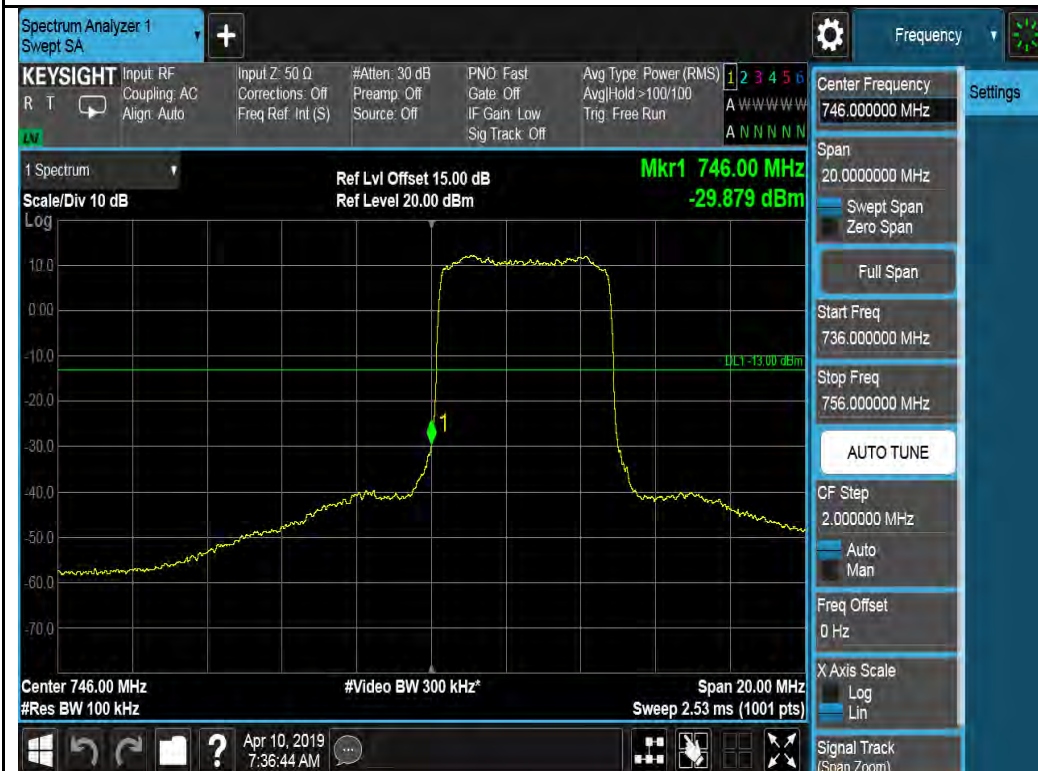 Spectrum Analyzer 1
Swept SA
+
Frequency
KEYSIGHT
R T
LXI
Input: RF
Coupling: AC
Align: Auto
Input Z: 50 Ω
Corrections: Off
Freq Ref: Int (S)
#Atten: 30 dB
Preamp: Off
Source: Off
PNO: Fast
Gate: Off
IF Gain: Low
Sig Track: Off
Avg Type: Power (RMS)
Avg|Hold >100/100
Trig: Free Run
1 2 3 4 5 6
A W W W W W
A N N N N N
1 Spectrum
Scale/Div 10 dB
Log
Ref Lvl Offset 15.00 dB
Ref Level 20.00 dBm
Mkr1 746.00 MHz
-29.879 dBm
10.0
0.00
-10.0
-20.0
-30.0
-40.0
-50.0
-60.0
-70.0
DL1 -13.00 dBm
1
Center 746.00 MHz
#Res BW 100 kHz
#Video BW 300 kHz*
Span 20.00 MHz
Sweep 2.53 ms (1001 pts)
Center Frequency
746.000000 MHz
Span
20.0000000 MHz
Swept Span
Zero Span
Full Span
Start Freq
736.000000 MHz
Stop Freq
756.000000 MHz
AUTO TUNE
CF Step
2.000000 MHz
Auto
Man
Freq Offset
0 Hz
X Axis Scale
Log
Lin
Signal Track
(Span Zoom)
Settings
?
Apr 10, 2019
7:36:44 AM